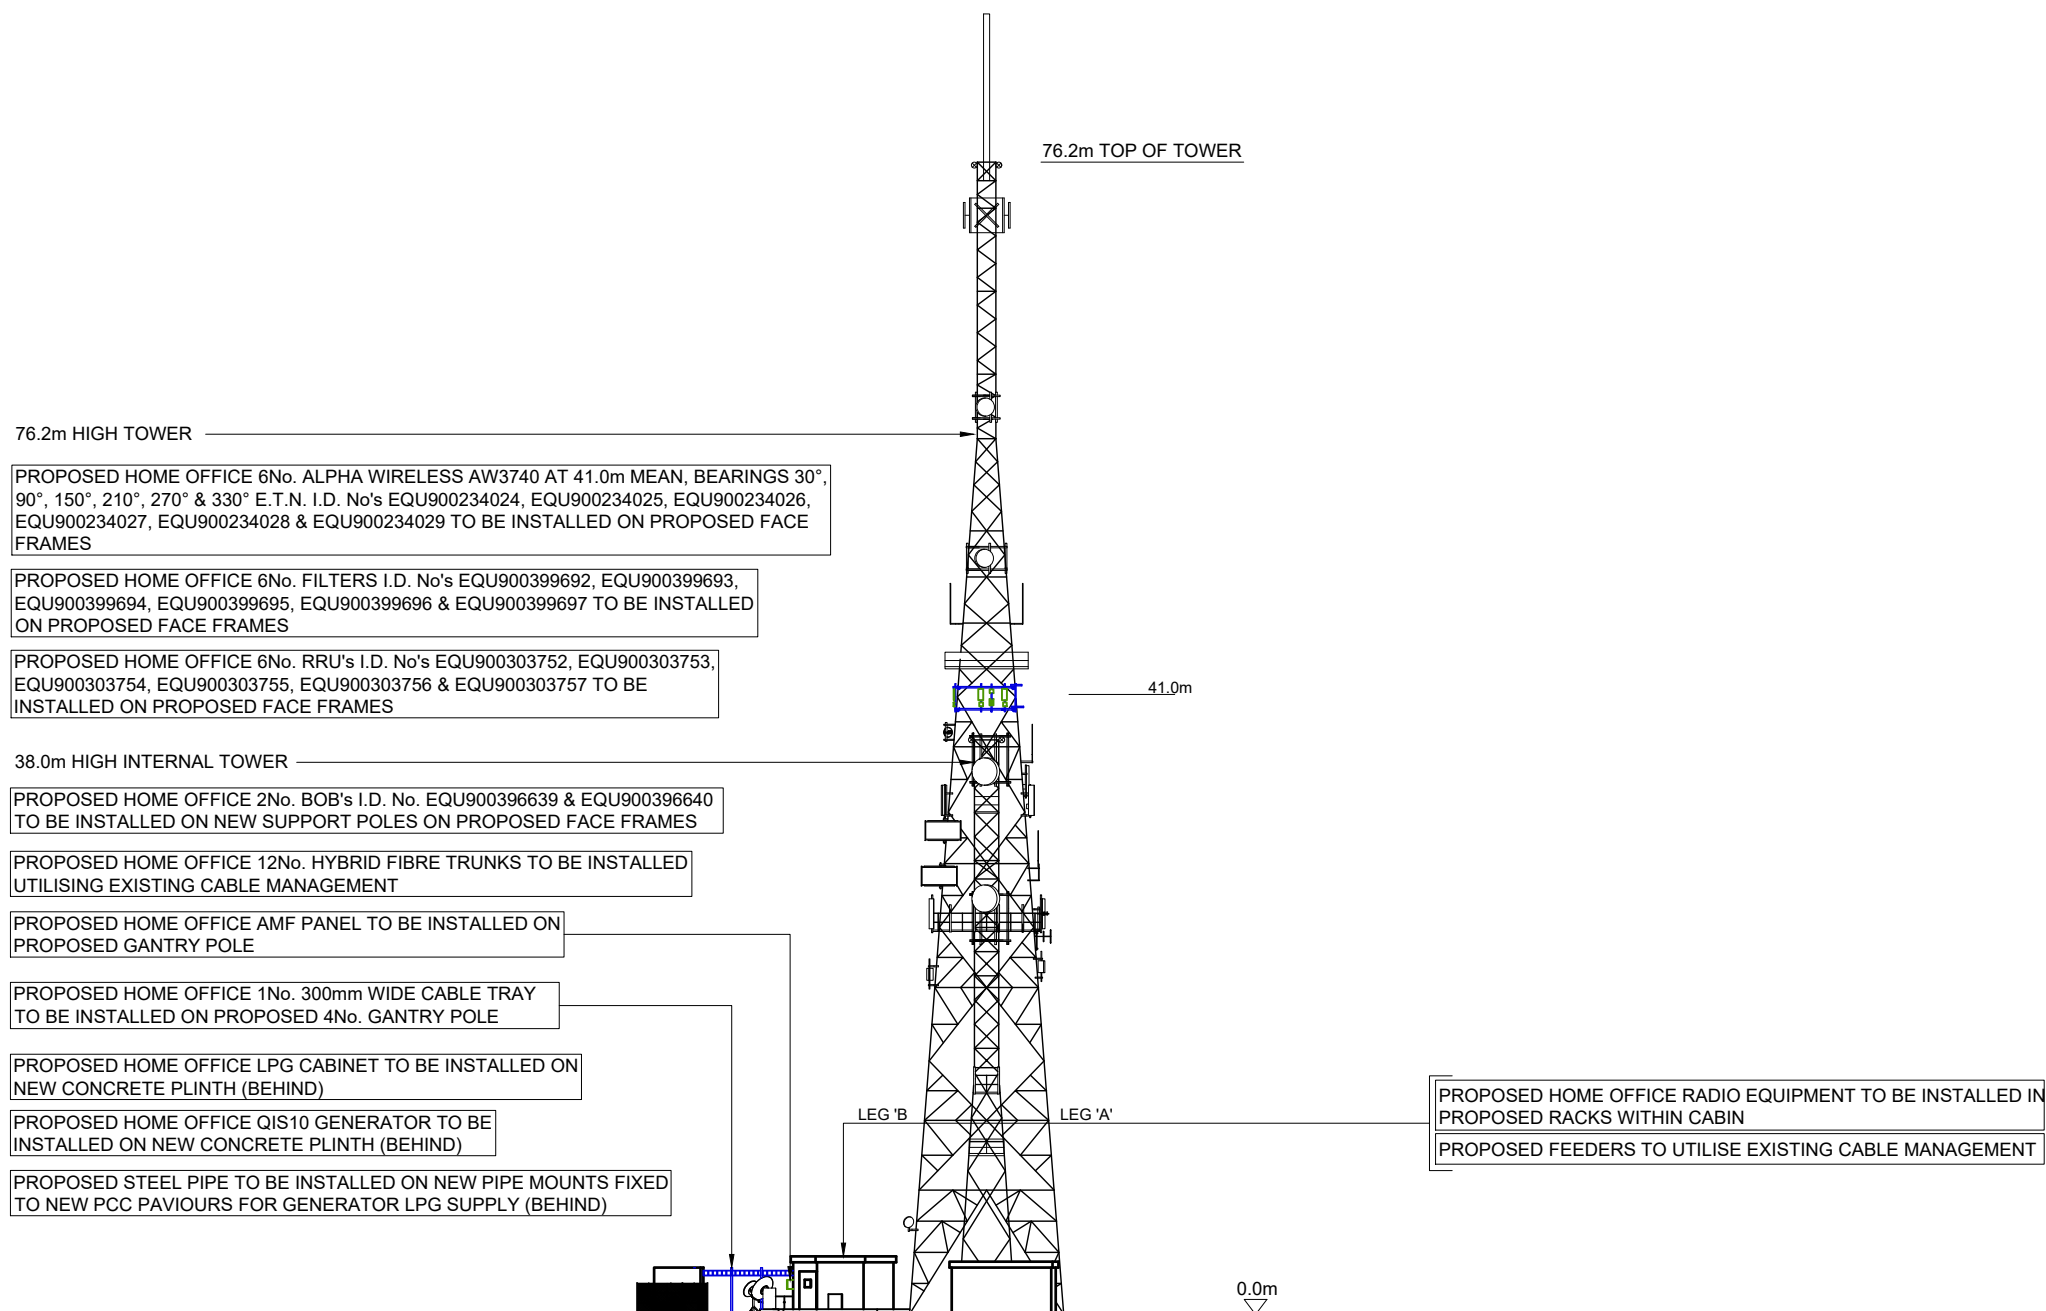 76.2m TOP OF TOWER
76.2m HIGH TOWER
PROPOSED HOME OFFICE 6No. ALPHA WIRELESS AW3740 AT 41.0m MEAN, BEARINGS 30°,
90°, 150°, 210°, 270° & 330° E.T.N. I.D. No's EQU900234024, EQU900234025, EQU900234026,
EQU900234027, EQU900234028 & EQU900234029 TO BE INSTALLED ON PROPOSED FACE
FRAMES
PROPOSED HOME OFFICE 6No. FILTERS I.D. No's EQU900399692, EQU900399693,
EQU900399694, EQU900399695, EQU900399696 & EQU900399697 TO BE INSTALLED
ON PROPOSED FACE FRAMES
PROPOSED HOME OFFICE 6No. RRU's I.D. No's EQU900303752, EQU900303753,
EQU900303754, EQU900303755, EQU900303756 & EQU900303757 TO BE
INSTALLED ON PROPOSED FACE FRAMES
41.0m
38.0m HIGH INTERNAL TOWER
PROPOSED HOME OFFICE 2No. BOB's I.D. No. EQU900396639 & EQU900396640
TO BE INSTALLED ON NEW SUPPORT POLES ON PROPOSED FACE FRAMES
PROPOSED HOME OFFICE 12No. HYBRID FIBRE TRUNKS TO BE INSTALLED
UTILISING EXISTING CABLE MANAGEMENT
PROPOSED HOME OFFICE AMF PANEL TO BE INSTALLED ON
PROPOSED GANTRY POLE
PROPOSED HOME OFFICE 1No. 300mm WIDE CABLE TRAY
TO BE INSTALLED ON PROPOSED 4No. GANTRY POLE
PROPOSED HOME OFFICE LPG CABINET TO BE INSTALLED ON
NEW CONCRETE PLINTH (BEHIND)
PROPOSED HOME OFFICE QIS10 GENERATOR TO BE
INSTALLED ON NEW CONCRETE PLINTH (BEHIND)
PROPOSED STEEL PIPE TO BE INSTALLED ON NEW PIPE MOUNTS FIXED
TO NEW PCC PAVIOURS FOR GENERATOR LPG SUPPLY (BEHIND)
LEG 'B
LEG 'A'
PROPOSED HOME OFFICE RADIO EQUIPMENT TO BE INSTALLED IN
PROPOSED RACKS WITHIN CABIN
PROPOSED FEEDERS TO UTILISE EXISTING CABLE MANAGEMENT
0.0m